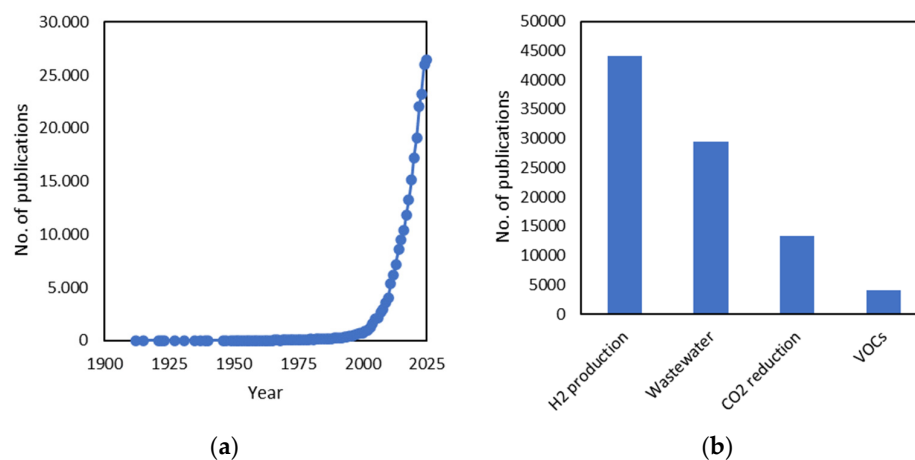 30.000
25.000
20.000
15.000
10.000
5.000
0
No. of publications
1900 1925 1950 1975 2000 2025
Year
(a)
50000
45000
40000
35000
30000
25000
20000
15000
10000
5000
0
No. of publications
H2 production
Wastewater
CO2 reduction
VOCs
(b)